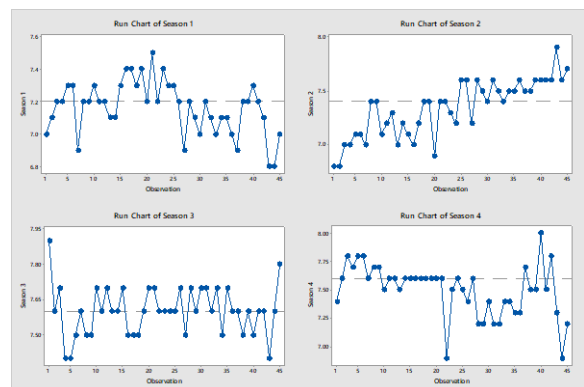 Run Chart of Season 1
7.6
7.4
7.2
7.0
6.8
Season 1
1 5 10 15 20 25 30 35 40 45
Observation
Run Chart of Season 2
8.0
7.5
7.0
Season 2
1 5 10 15 20 25 30 35 40 45
Observation
Run Chart of Season 3
7.95
7.80
7.65
7.50
Season 3
1 5 10 15 20 25 30 35 40 45
Observation
Run Chart of Season 4
8.00
7.75
7.50
7.25
7.00
Season 4
1 5 10 15 20 25 30 35 40 45
Observation